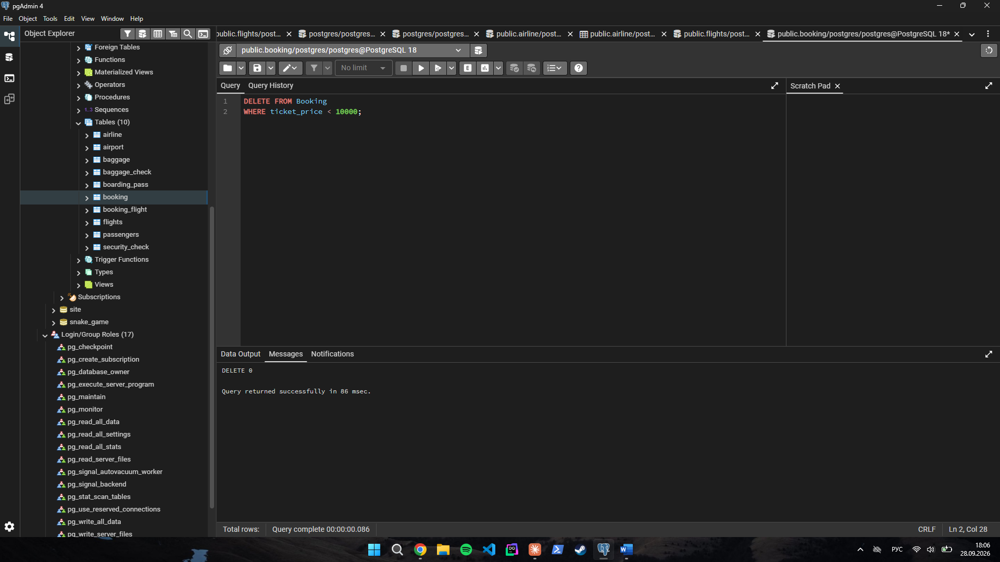 pgAdmin 4
File Object Tools Edit View Window Help
Object Explorer
public.flights/post...
postgres/postgres...
postgres/postgres...
public.airline/post...
public.airline/post...
public.flights/post...
public.booking/postgres/postgres@PostgreSQL 18*
public.booking/postgres/postgres@PostgreSQL 18
No limit
Query Query History
Scratch Pad
1 DELETE FROM Booking
2 WHERE ticket_price < 10000;
Foreign Tables
Functions
Materialized Views
Operators
Procedures
1..3 Sequences
Tables (10)
airline
airport
baggage
baggage_check
boarding_pass
booking
booking_flight
flights
passengers
security_check
Trigger Functions
Types
Views
Subscriptions
site
snake_game
Login/Group Roles (17)
pg_checkpoint
pg_create_subscription
pg_database_owner
pg_execute_server_program
pg_maintain
pg_monitor
pg_read_all_data
pg_read_all_settings
pg_read_all_stats
pg_read_server_files
pg_signal_autovacuum_worker
pg_signal_backend
pg_stat_scan_tables
pg_use_reserved_connections
pg_write_all_data
pg_write_server_files
Data Output Messages Notifications
DELETE 0
Query returned successfully in 86 msec.
Total rows: Query complete 00:00:00.086
CRLF Ln 2, Col 28
РУС
18:06
28.09.2026